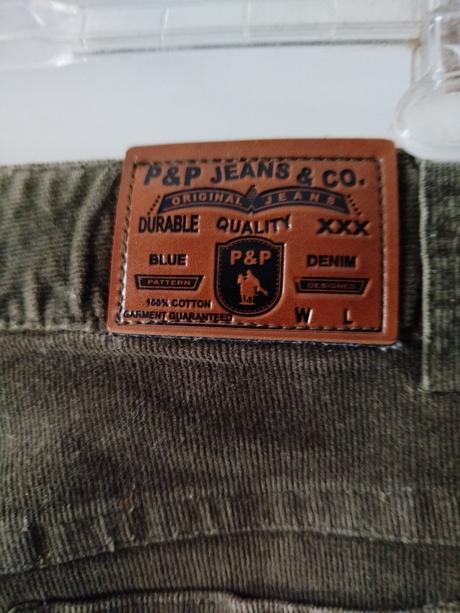 P&P JEANS & CO.
ORIGINAL JEANS
DURABLE QUALITY XXX
BLUE P&P DENIM
PATTERN DESIGNED
100% COTTON
GARMENT GUARANTEED W L